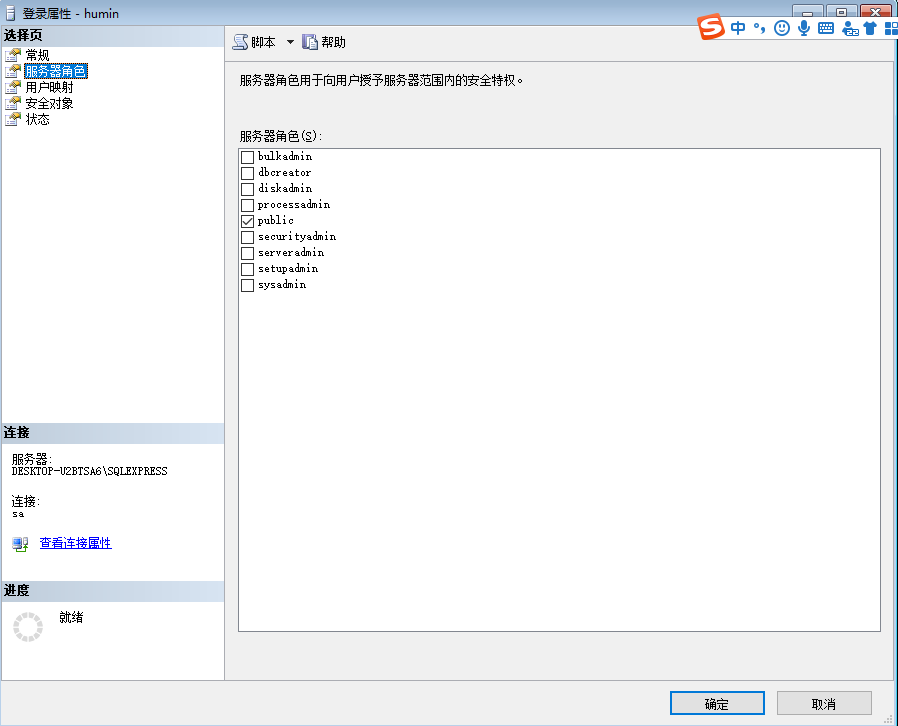 登录属性 - humin
选择页
常规
服务器角色
用户映射
安全对象
状态
连接
服务器:
DESKTOP-U2BTSA6\SQLEXPRESS
连接:
sa
查看连接属性
进度
就绪
脚本
帮助
S 中 °,
服务器角色用于向用户授予服务器范围内的安全特权。
服务器角色(S):
bulkadmin
dbcreator
diskadmin
processadmin
public
securityadmin
serveradmin
setupadmin
sysadmin
确定
取消